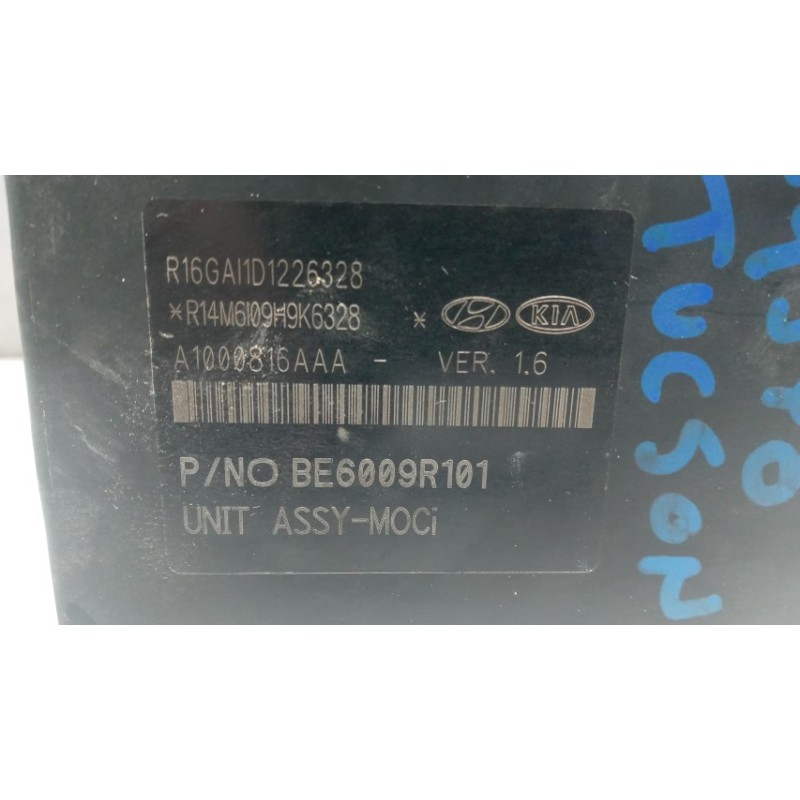 R16GAI1D1226328
*R14M6I09H9K6328 * KIA
A1000816AAA - VER. 1.6
P/NO BE6009R101
UNIT ASSY-MOCi
TUCSON